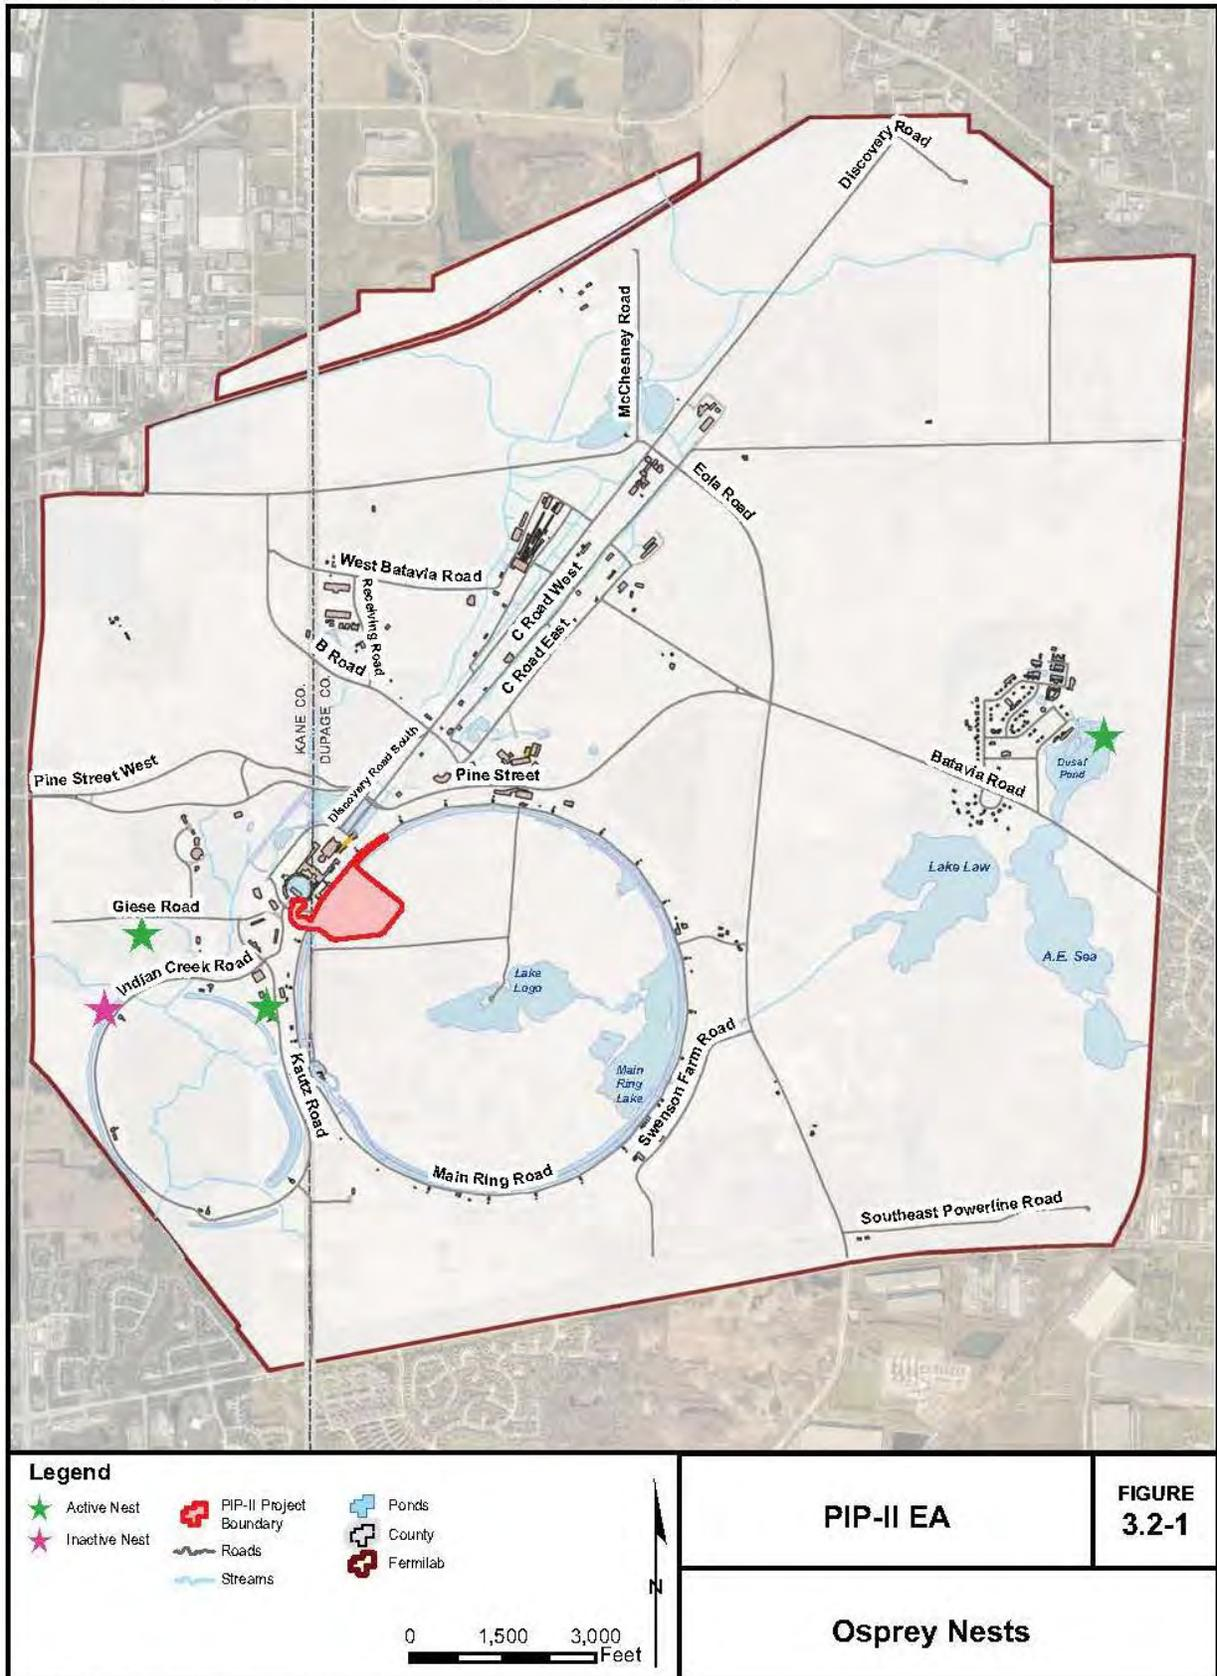 Discovery Road
McChesney Road
Eola Road
West Batavia Road
Receiving Road
C Road West
B Road
C Road East
KANE CO.
DUPAGE CO.
Discovery Road South
Pine Street West
Pine Street
Batavia Road
Dusaf
Pond
Lake Law
Giese Road
Indian Creek Road
A.E. Sea
Lake
Logo
Swenson Farm Road
Main
Ring
Lake
Kautz Road
Main Ring Road
Southeast Powerline Road
Legend
Active Nest
Inactive Nest
PIP-II Project
Boundary
Roads
Streams
Ponds
County
Fermilab
N
0 1,500 3,000
Feet
PIP-II EA
FIGURE
3.2-1
Osprey Nests